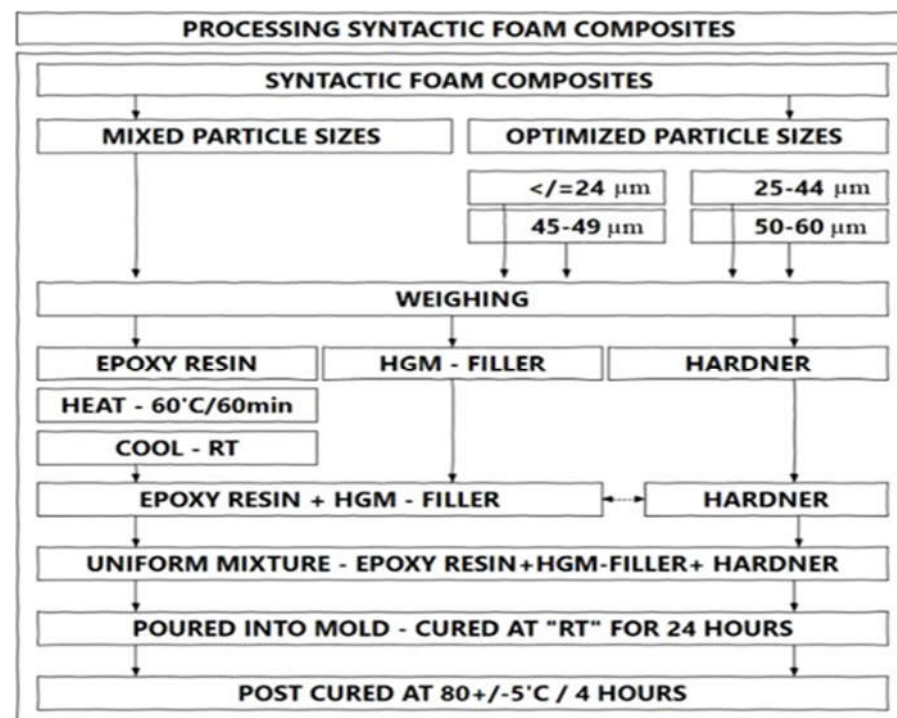 PROCESSING SYNTACTIC FOAM COMPOSITES
SYNTACTIC FOAM COMPOSITES
MIXED PARTICLE SIZES
OPTIMIZED PARTICLE SIZES
</=24 μm
25-44 μm
45-49 μm
50-60 μm
WEIGHING
EPOXY RESIN
HGM - FILLER
HARDNER
HEAT - 60'C/60min
COOL - RT
EPOXY RESIN + HGM - FILLER
HARDNER
UNIFORM MIXTURE - EPOXY RESIN+HGM-FILLER+ HARDNER
POURED INTO MOLD - CURED AT "RT" FOR 24 HOURS
POST CURED AT 80+/-5'C / 4 HOURS